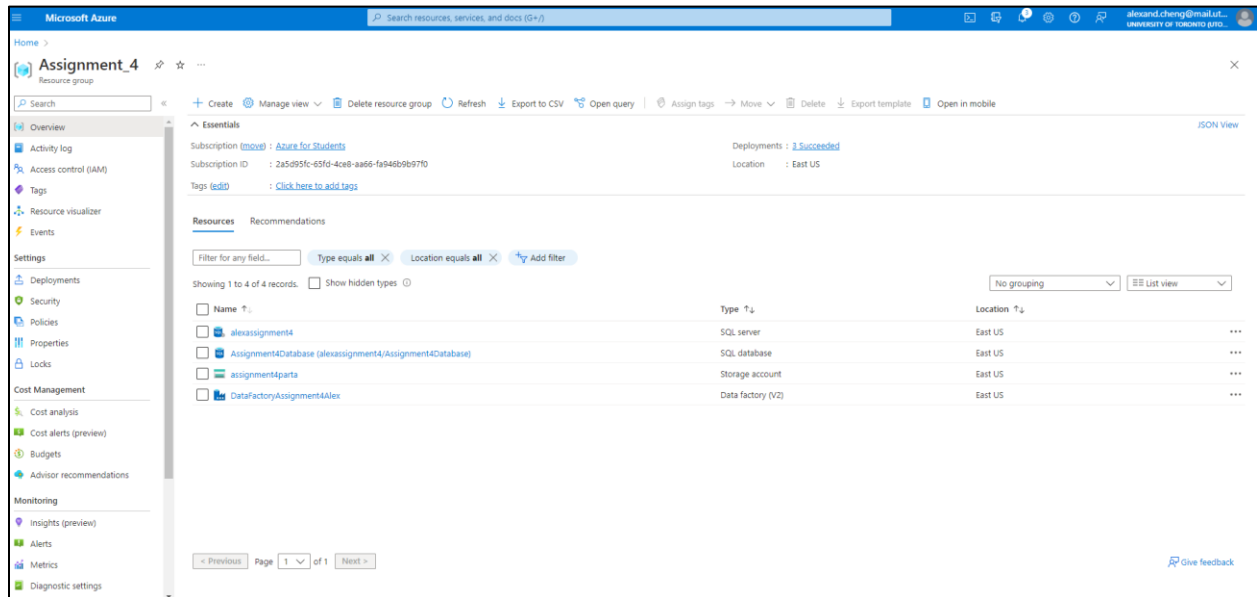 Microsoft Azure
Search resources, services, and docs (G+/)
3
alexand.cheng@mail.ut...
UNIVERSITY OF TORONTO (UTO...
Home >
Assignment_4
Resource group
Search
Overview
Activity log
Access control (IAM)
Tags
Resource visualizer
Events
Settings
Deployments
Security
Policies
Properties
Locks
Cost Management
Cost analysis
Cost alerts (preview)
Budgets
Advisor recommendations
Monitoring
Insights (preview)
Alerts
Metrics
Diagnostic settings
Create Manage view Delete resource group Refresh Export to CSV Open query Assign tags Move Delete Export template Open in mobile
Essentials JSON View
Subscription (move) : Azure for Students Deployments : 3 Succeeded
Subscription ID : 2a5d95fc-65fd-4ce8-aa66-fa946b9b97f0 Location : East US
Tags (edit) : Click here to add tags
Resources Recommendations
Filter for any field... Type equals all Location equals all Add filter
Showing 1 to 4 of 4 records. Show hidden types No grouping List view
Name Type Location
alexassignment4 SQL server East US
Assignment4Database (alexassignment4/Assignment4Database) SQL database East US
assignment4parta Storage account East US
DataFactoryAssignment4Alex Data factory (V2) East US
< Previous Page 1 of 1 Next > Give feedback